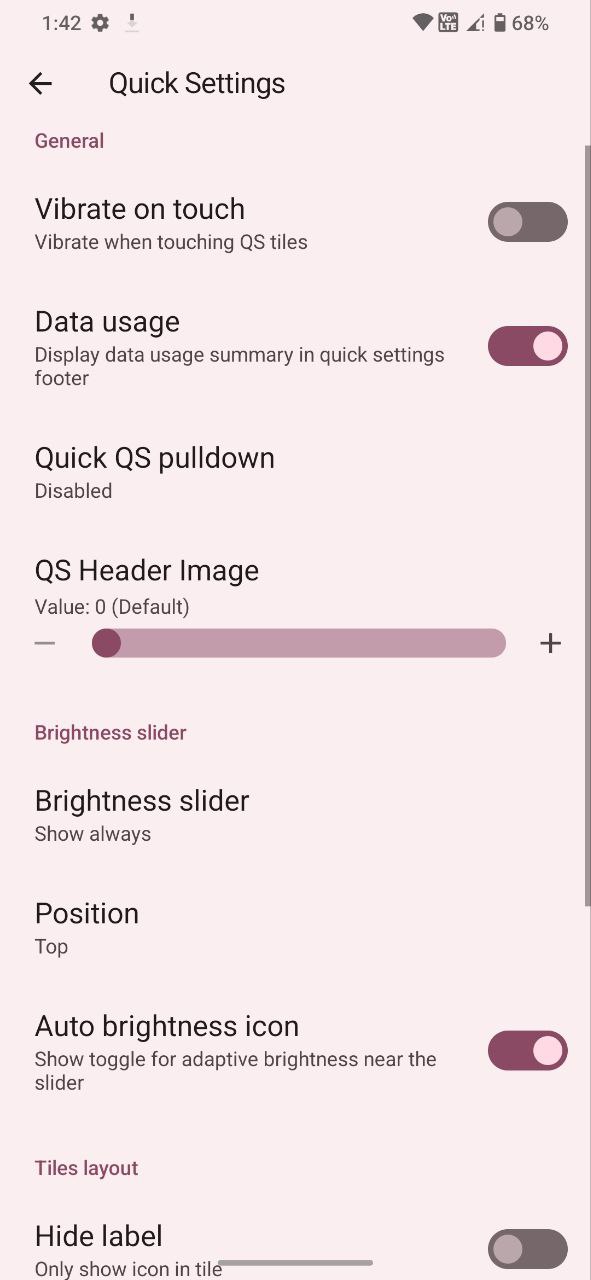 1:42
Vo
LTE
68%
Quick Settings
General
Vibrate on touch
Vibrate when touching QS tiles
Data usage
Display data usage summary in quick settings
footer
Quick QS pulldown
Disabled
QS Header Image
Value: 0 (Default)
Brightness slider
Brightness slider
Show always
Position
Top
Auto brightness icon
Show toggle for adaptive brightness near the
slider
Tiles layout
Hide label
Only show icon in tile